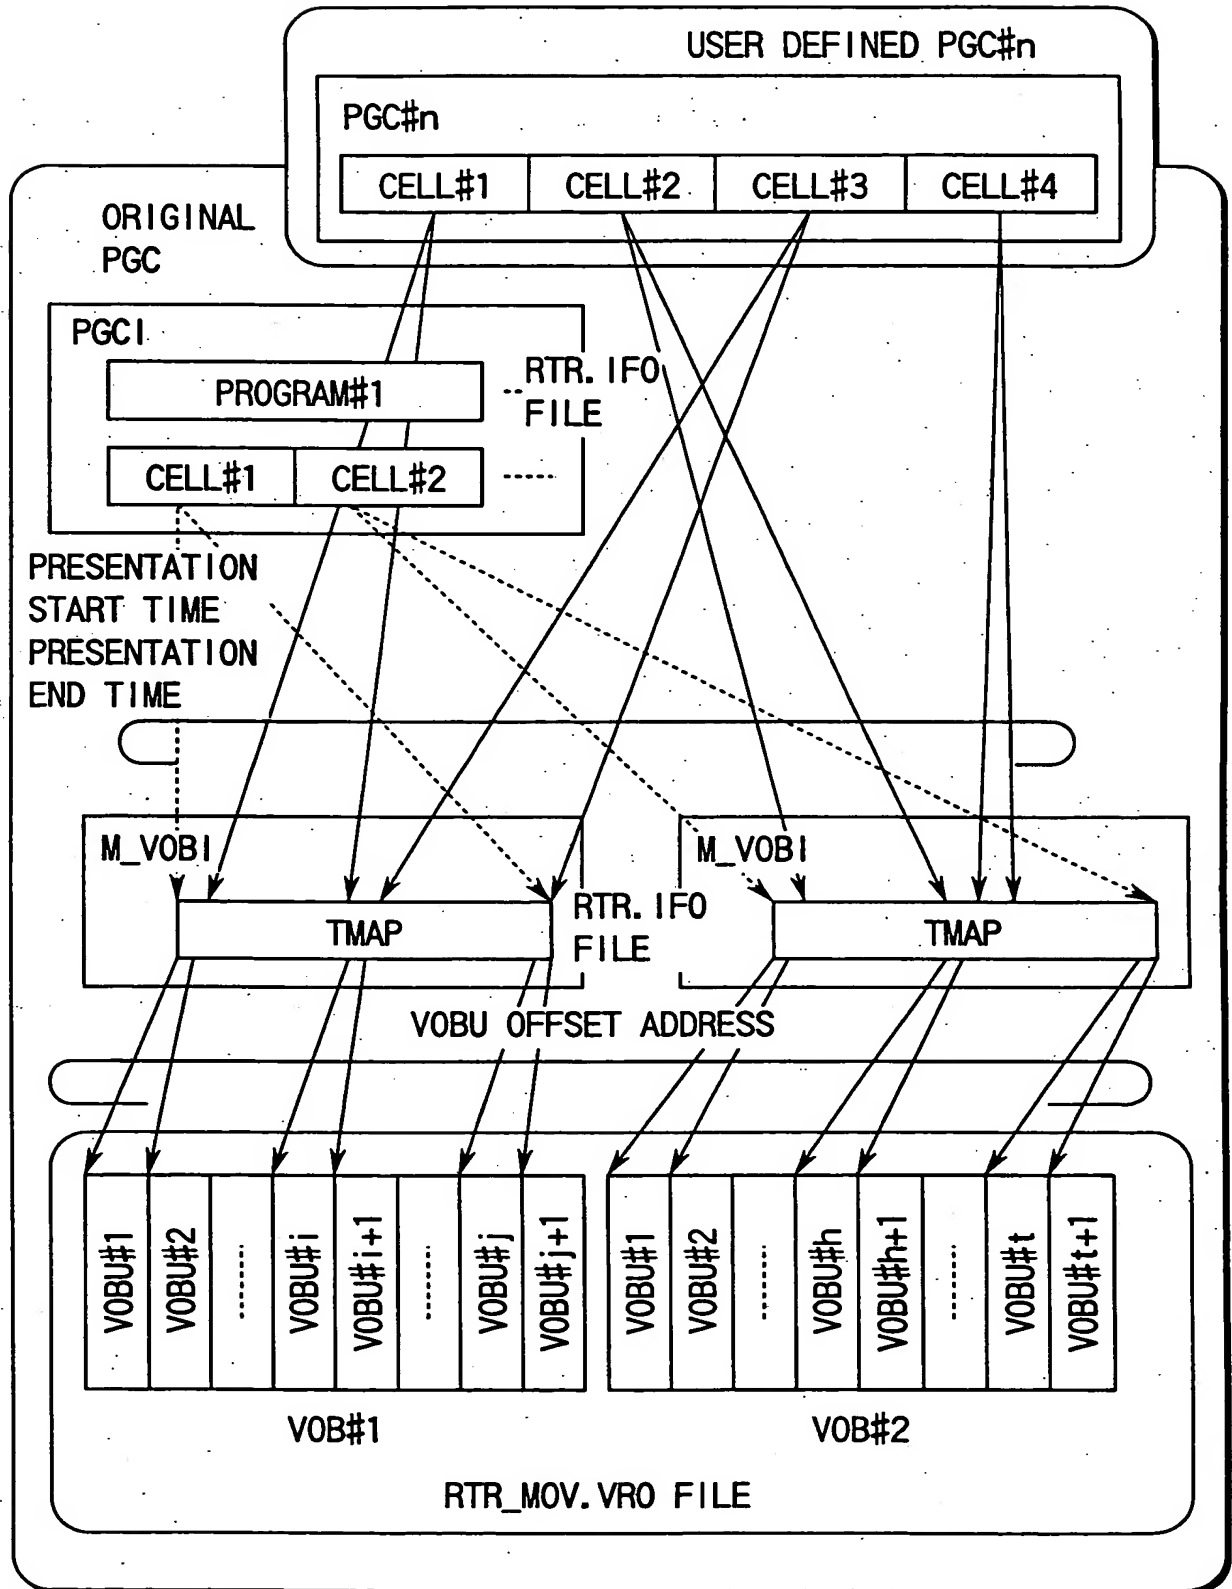 USER DEFINED PGC#n
PGC#n
CELL#1 CELL#2 CELL#3 CELL#4
ORIGINAL
PGC
PGCI
PROGRAM#1
RTR.IFO
FILE
CELL#1 CELL#2
PRESENTATION
START TIME
PRESENTATION
END TIME
M_VOBI
TMAP
RTR.IFO
FILE
M_VOBI
TMAP
VOBU OFFSET ADDRESS
VOBU#1
VOBU#2
VOBU#i
VOBU#i+1
VOBU#j
VOBU#j+1
VOBU#1
VOBU#2
VOBU#h
VOBU#h+1
VOBU#t
VOBU#t+1
VOB#1
VOB#2
RTR_MOV.VRO FILE